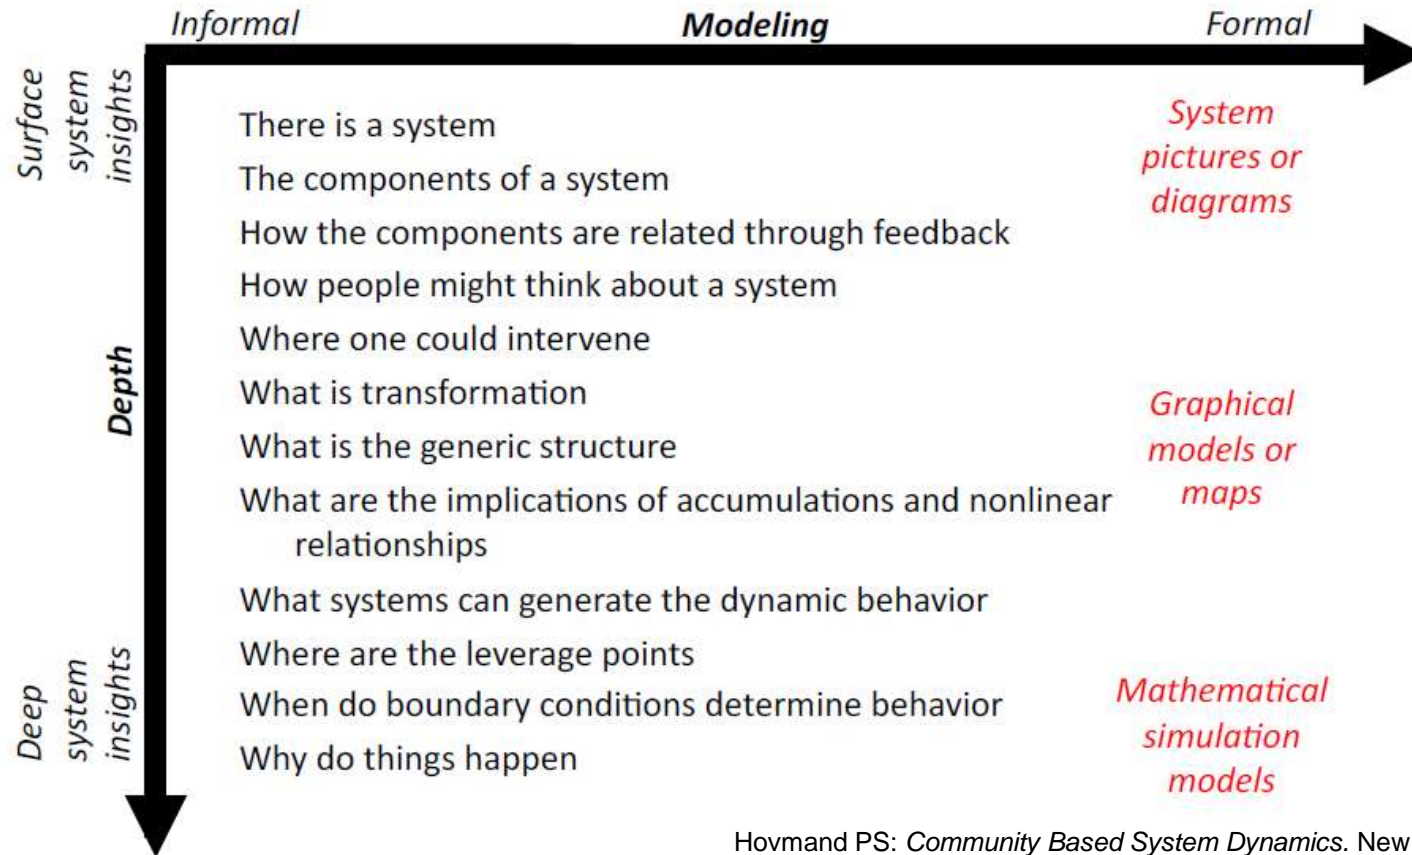 Informal Modeling Formal
Surface
system
insights
There is a system
The components of a system
How the components are related through feedback
How people might think about a system
Where one could intervene
What is transformation
What is the generic structure
What are the implications of accumulations and nonlinear
relationships
What systems can generate the dynamic behavior
Where are the leverage points
When do boundary conditions determine behavior
Why do things happen
Depth
Deep
system
insights
System
pictures or
diagrams
Graphical
models or
maps
Mathematical
simulation
models
Hovmand PS: Community Based System Dynamics. New